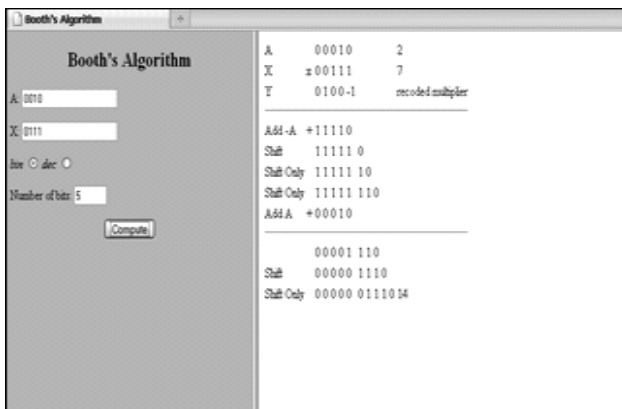 Booth's Algorithm
Booth's Algorithm
A: 0010
X: 0111
bin dec
Number of bits: 5
Compute
A 00010 2
X x00111 7
Y 0100-1 recoded multiplier
Add -A +11110
Shift 11111 0
Shift Only 11111 10
Shift Only 11111 110
Add A +00010
00001 110
Shift 00000 1110
Shift Only 00000 01110 14